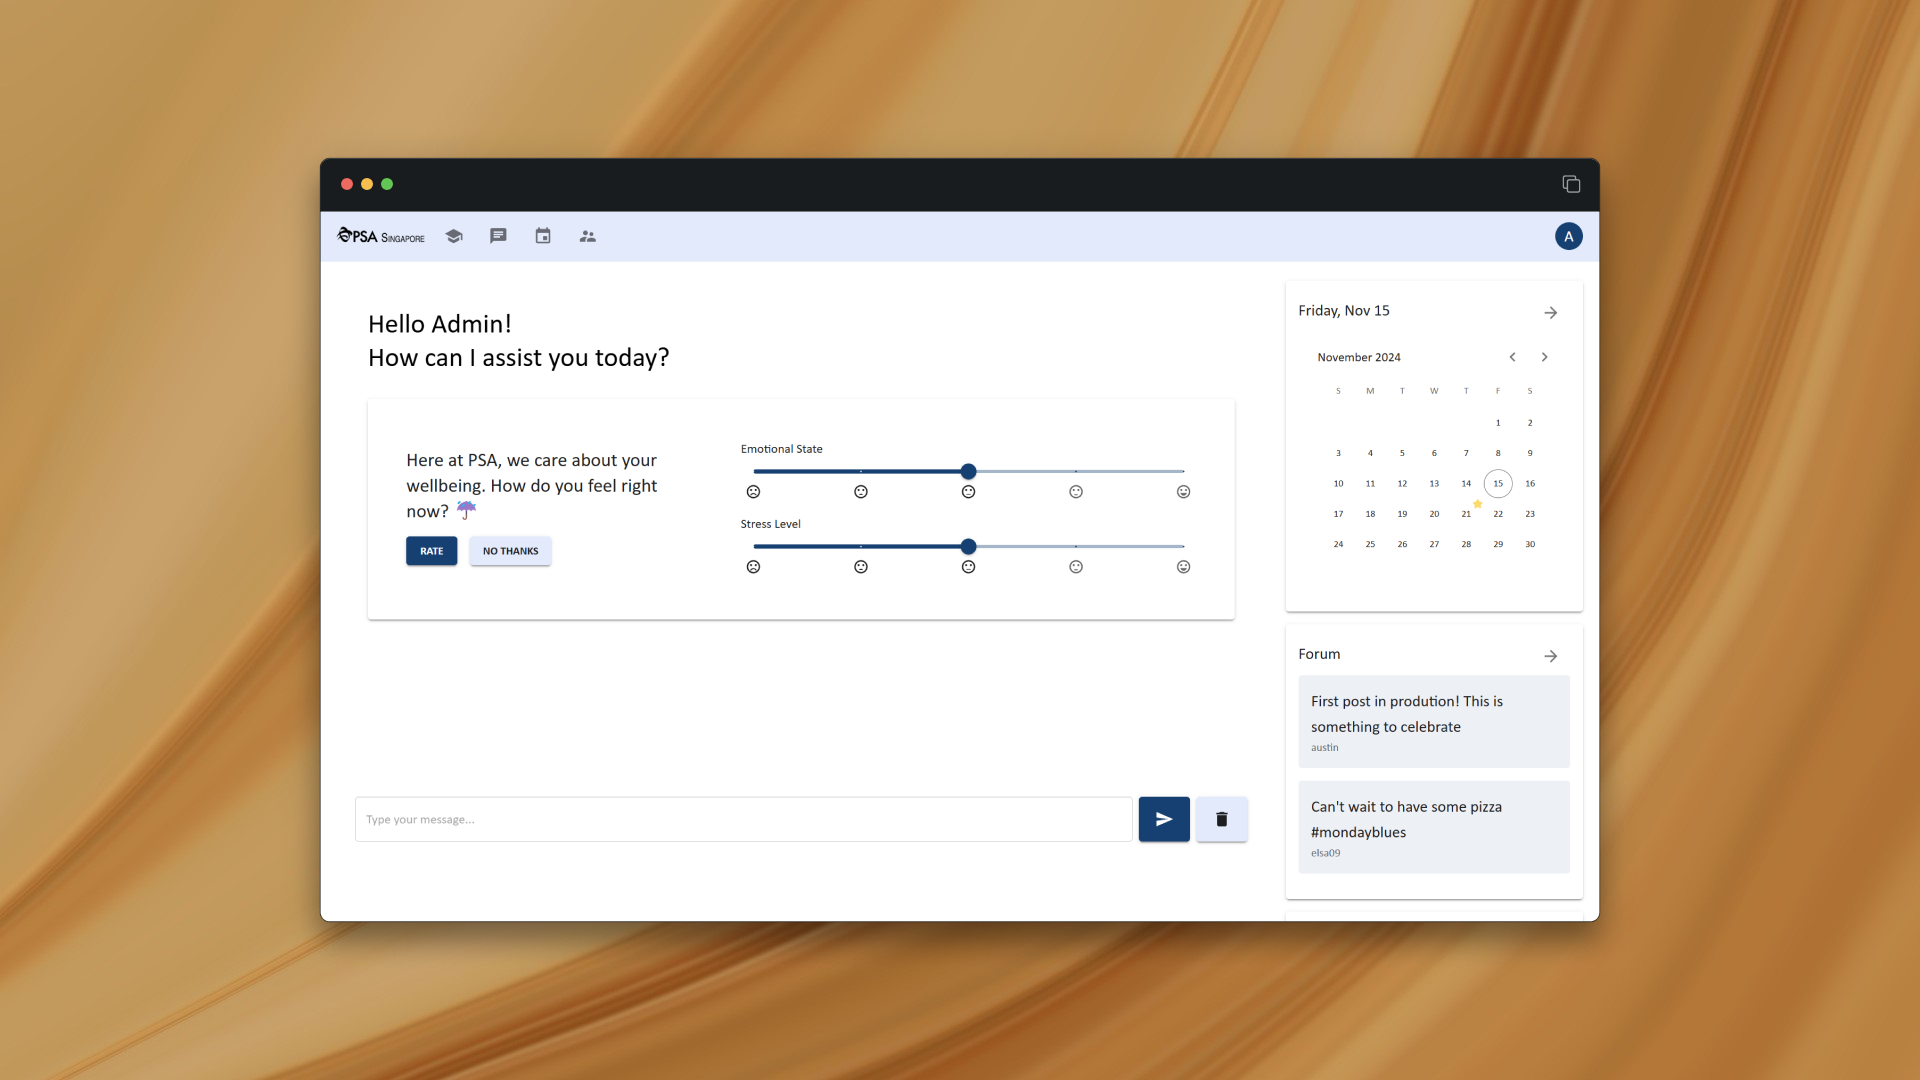 PSA SINGAPORE
A
Hello Admin!
How can I assist you today?
Here at PSA, we care about your
wellbeing. How do you feel right
now? ☔
RATE
NO THANKS
Emotional State
Stress Level
Type your message...
Friday, Nov 15
November 2024
S M T W T F S
1 2
3 4 5 6 7 8 9
10 11 12 13 14 15 16
17 18 19 20 21 22 23
24 25 26 27 28 29 30
Forum
First post in prodution! This is
something to celebrate
austin
Can't wait to have some pizza
#mondayblues
elsa09